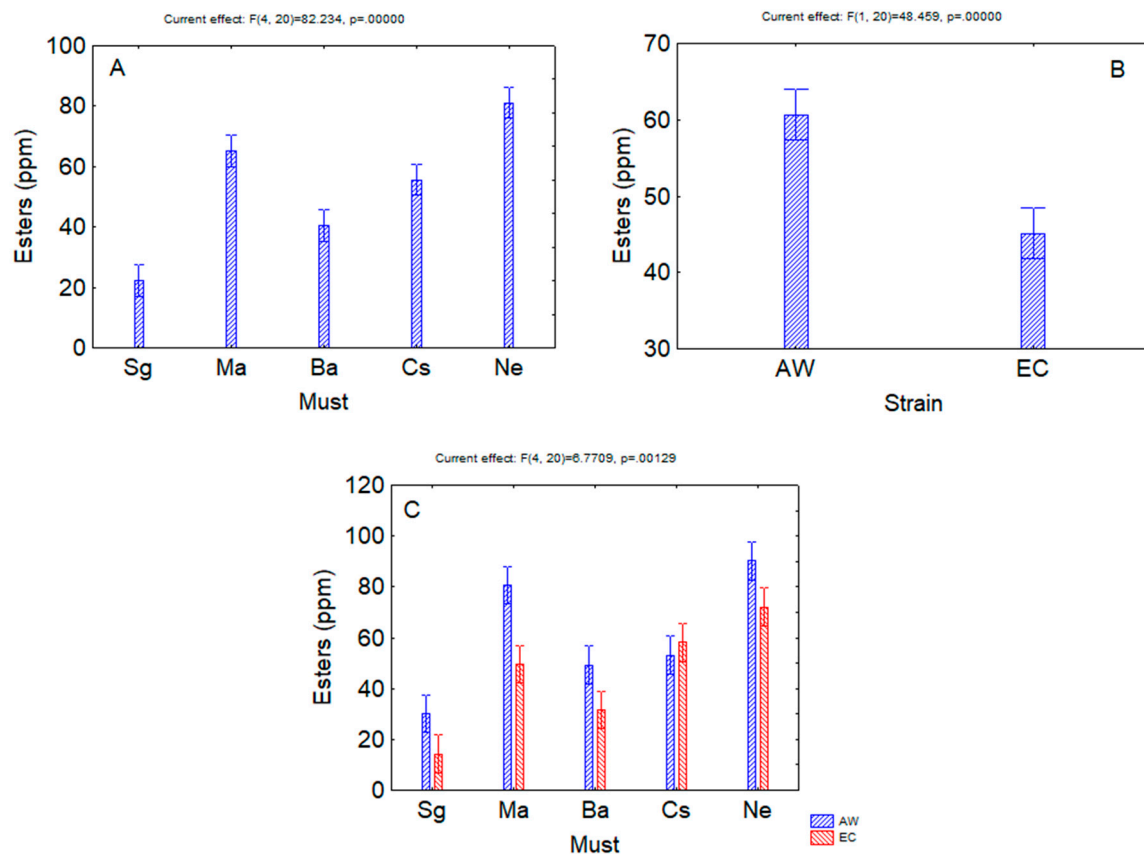 Current effect: F(4, 20)=82.234, p=.00000
A
Esters (ppm)
100
80
60
40
20
0
Sg Ma Ba Cs Ne
Must
Current effect: F(1, 20)=48.459, p=.00000
B
Esters (ppm)
70
60
50
40
30
AW EC
Strain
Current effect: F(4, 20)=6.7709, p=.00129
C
Esters (ppm)
120
100
80
60
40
20
0
Sg Ma Ba Cs Ne
Must
AW
EC